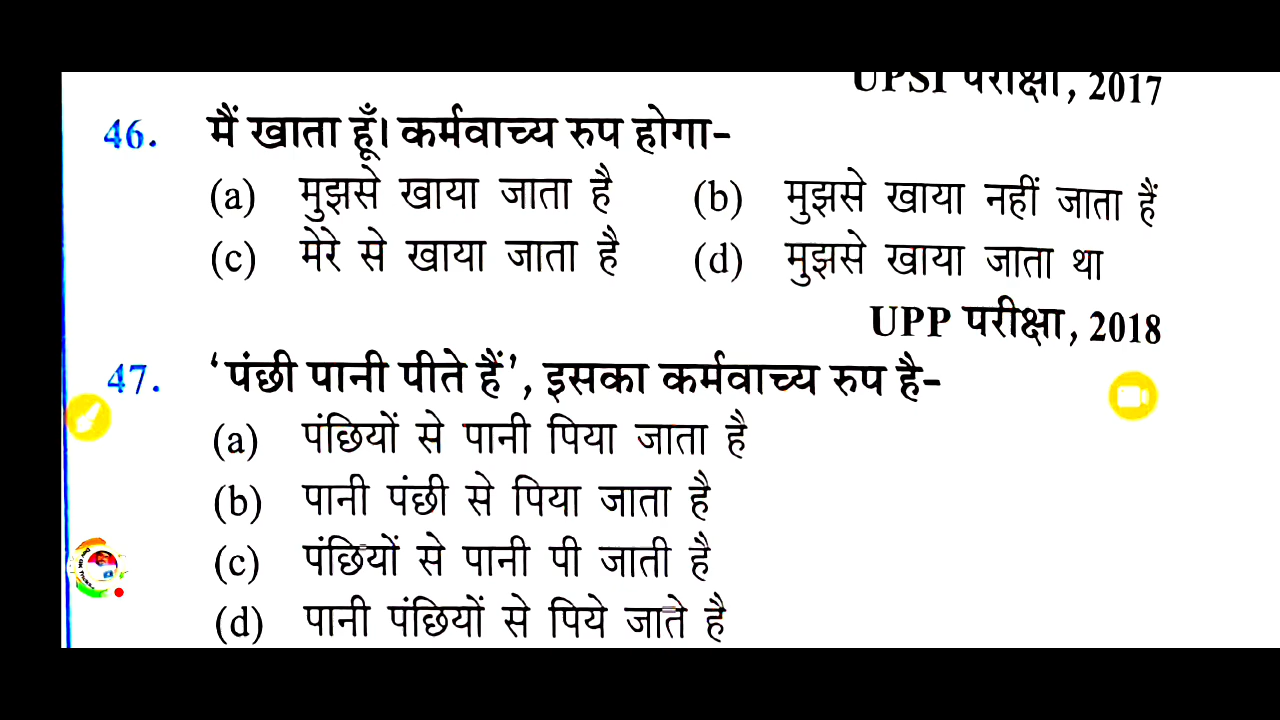 UPSI परीक्षा, 2017
46. मैं खाता हूँ। कर्मवाच्य रुप होगा-
(a) मुझसे खाया जाता है (b) मुझसे खाया नहीं जाता हैं
(c) मेरे से खाया जाता है (d) मुझसे खाया जाता था
UPP परीक्षा, 2018
47. ‘पंछी पानी पीते हैं’, इसका कर्मवाच्य रुप है-
(a) पंछियों से पानी पिया जाता है
(b) पानी पंछी से पिया जाता है
(c) पंछियों से पानी पी जाती है
(d) पानी पंछियों से पिये जाते है